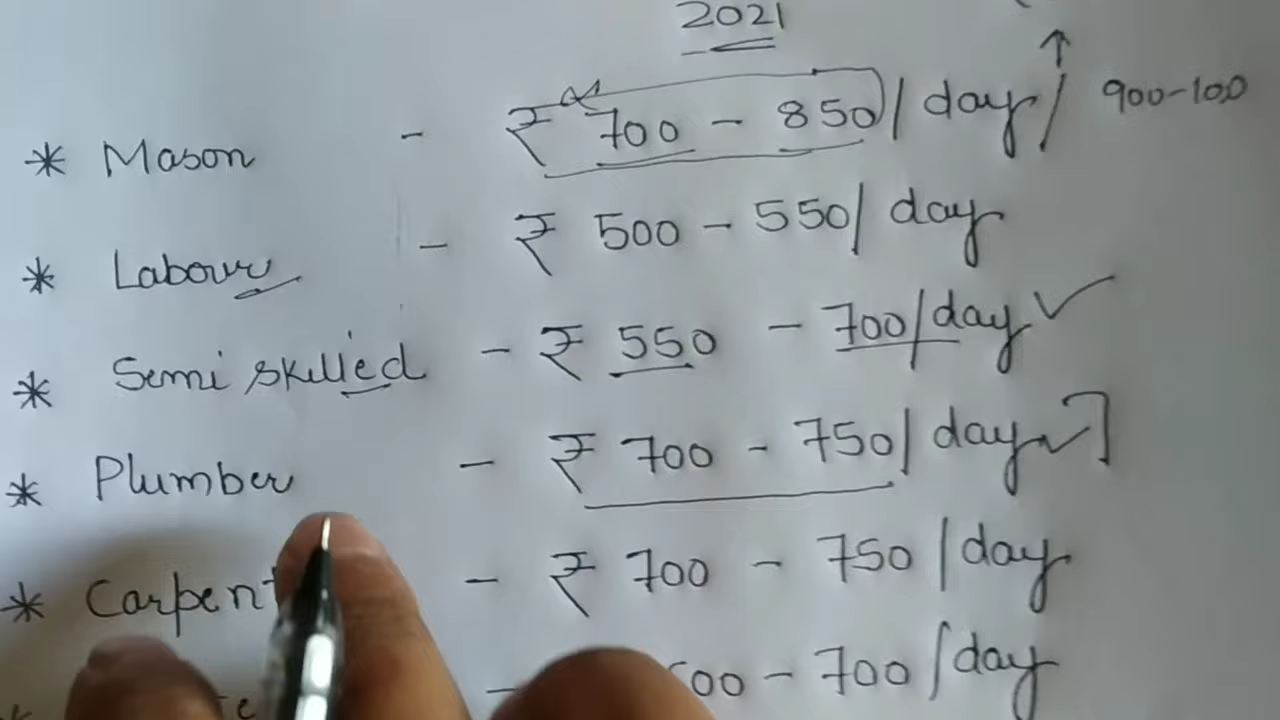 2021
* Mason - ₹ 700 - 850/day/ 900-100
* Labour - ₹ 500 - 550/day
* Semi skilled - ₹ 550 - 700/day ✓
* Plumber - ₹ 700 - 750/day
* Carpent - ₹ 700 - 750/day
- 00 - 700/day